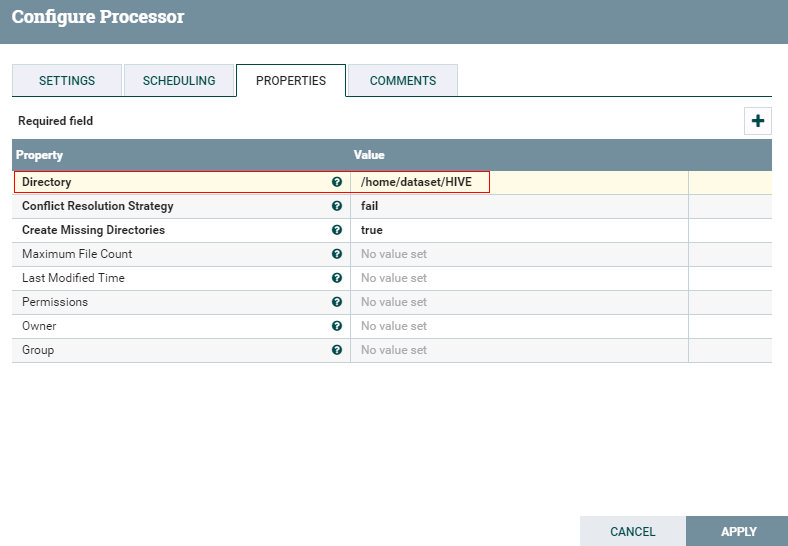 Configure Processor
SETTINGS SCHEDULING PROPERTIES COMMENTS
Required field
Property Value
Directory /home/dataset/HIVE
Conflict Resolution Strategy fail
Create Missing Directories true
Maximum File Count No value set
Last Modified Time No value set
Permissions No value set
Owner No value set
Group No value set
CANCEL APPLY